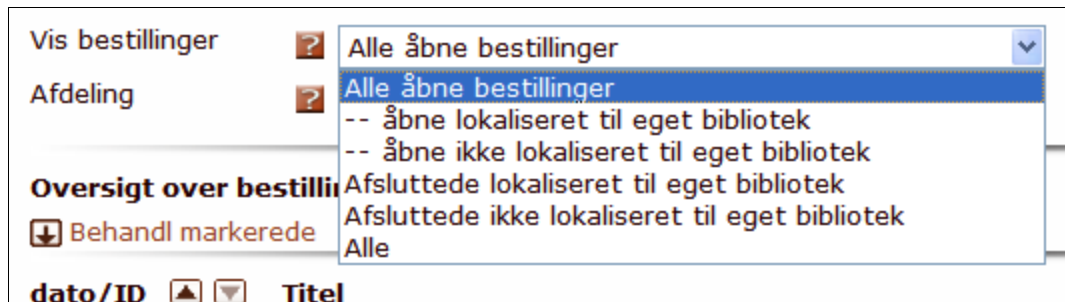 Vis bestillinger ? Alle åbne bestillinger
Alle åbne bestillinger
Afdeling ?
-- åbne lokaliseret til eget bibliotek
-- åbne ikke lokaliseret til eget bibliotek
Afsluttede lokaliseret til eget bibliotek
Oversigt over
Afsluttede ikke lokaliseret til eget bibliotek
Behandl markerede
Alle
dato/ID Titel